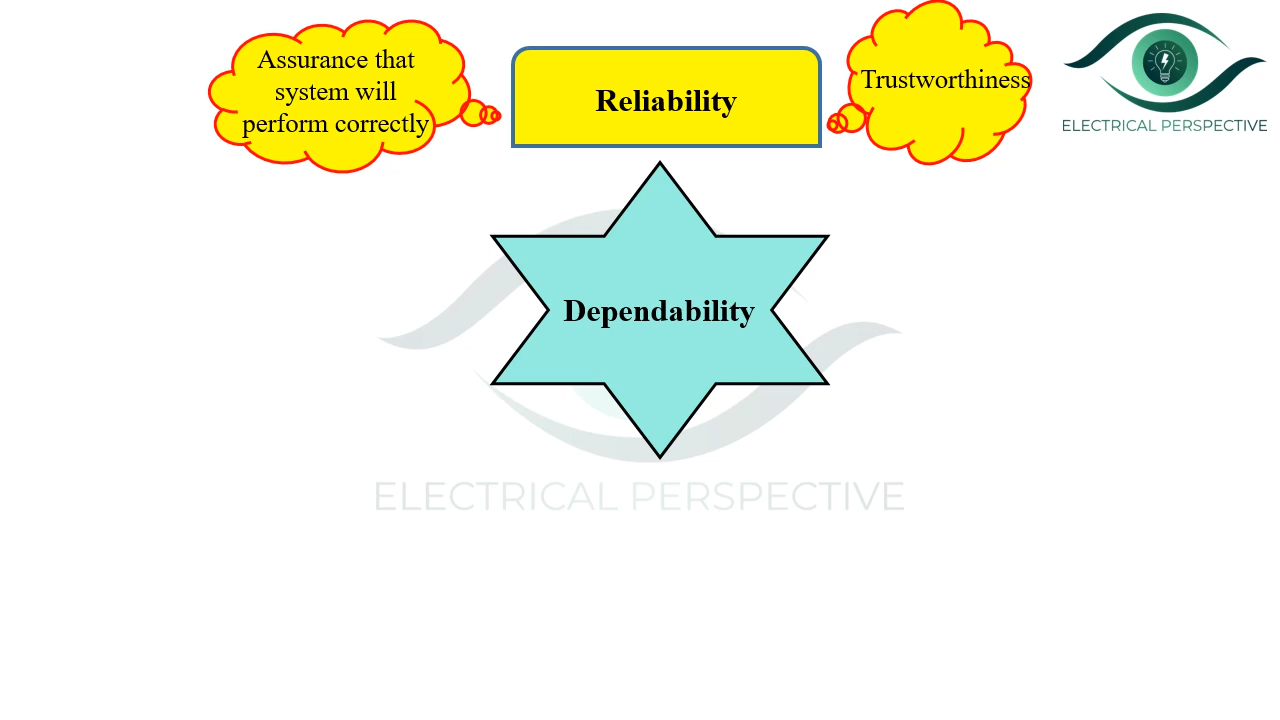 Assurance that
system will
perform correctly
Reliability
Trustworthiness
ELECTRICAL PERSPECTIVE
Dependability
ELECTRICAL PERSPECTIVE